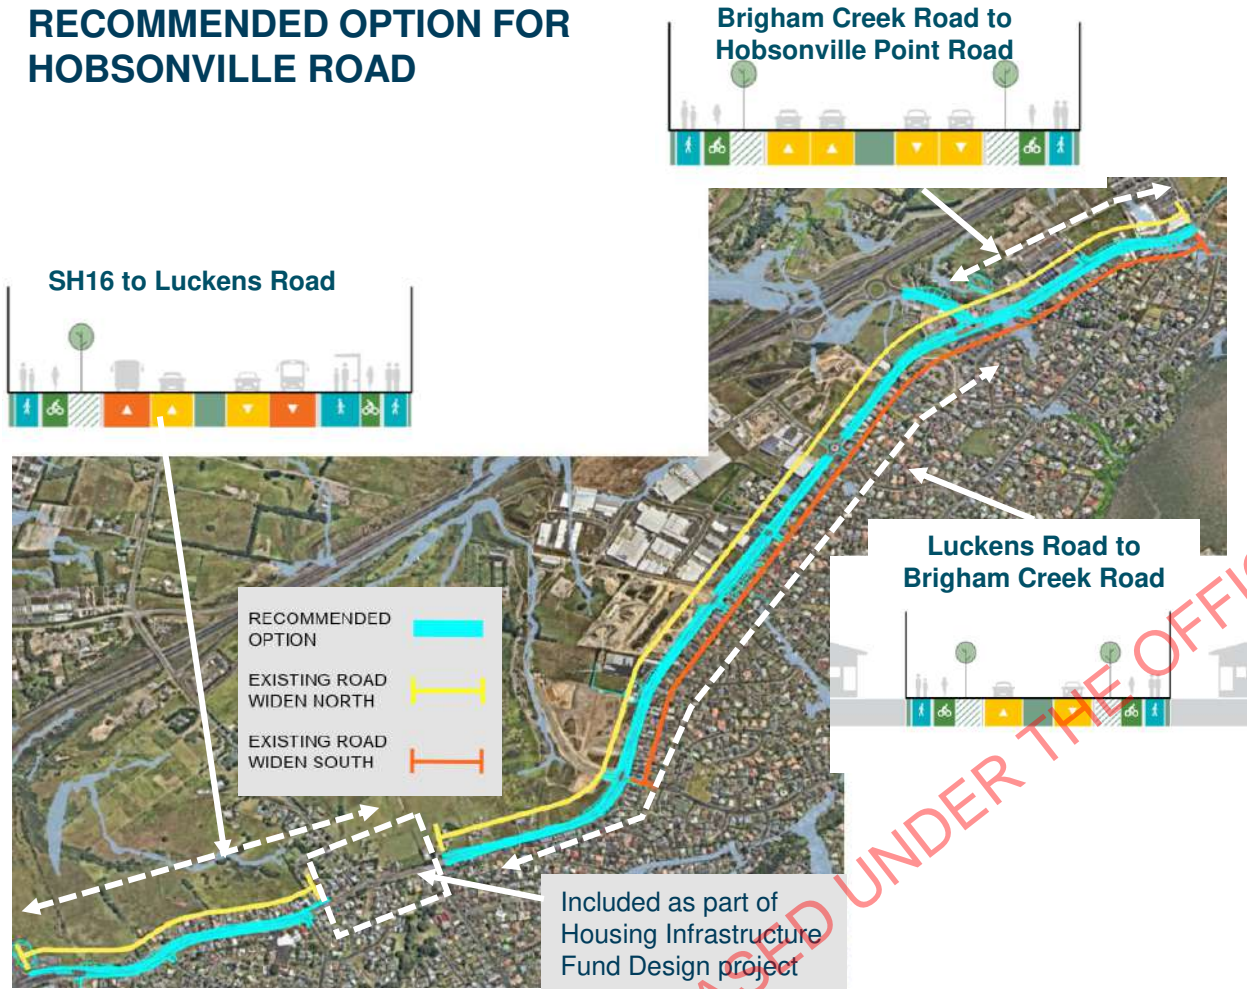 RECOMMENDED OPTION FOR
HOBSONVILLE ROAD
Brigham Creek Road to
Hobsonville Point Road
SH16 to Luckens Road
Luckens Road to
Brigham Creek Road
RECOMMENDED
OPTION
EXISTING ROAD
WIDEN NORTH
EXISTING ROAD
WIDEN SOUTH
Included as part of
Housing Infrastructure
Fund Design project
UNDER THE